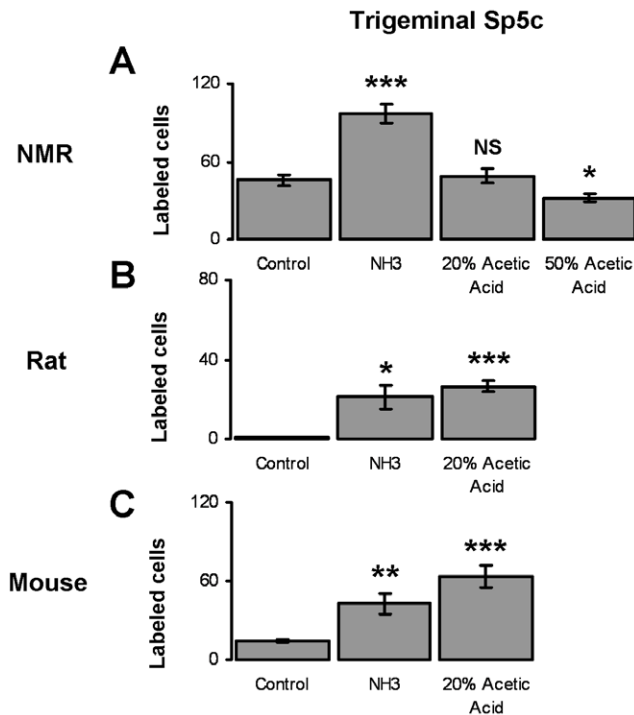 Trigeminal Sp5c
A
NMR
Labeled cells
120
60
0
***
NS
*
Control
NH3
20% Acetic
Acid
50% Acetic
Acid
B
Rat
Labeled cells
80
40
0
*
***
Control
NH3
20% Acetic
Acid
C
Mouse
Labeled cells
120
60
0
**
***
Control
NH3
20% Acetic
Acid